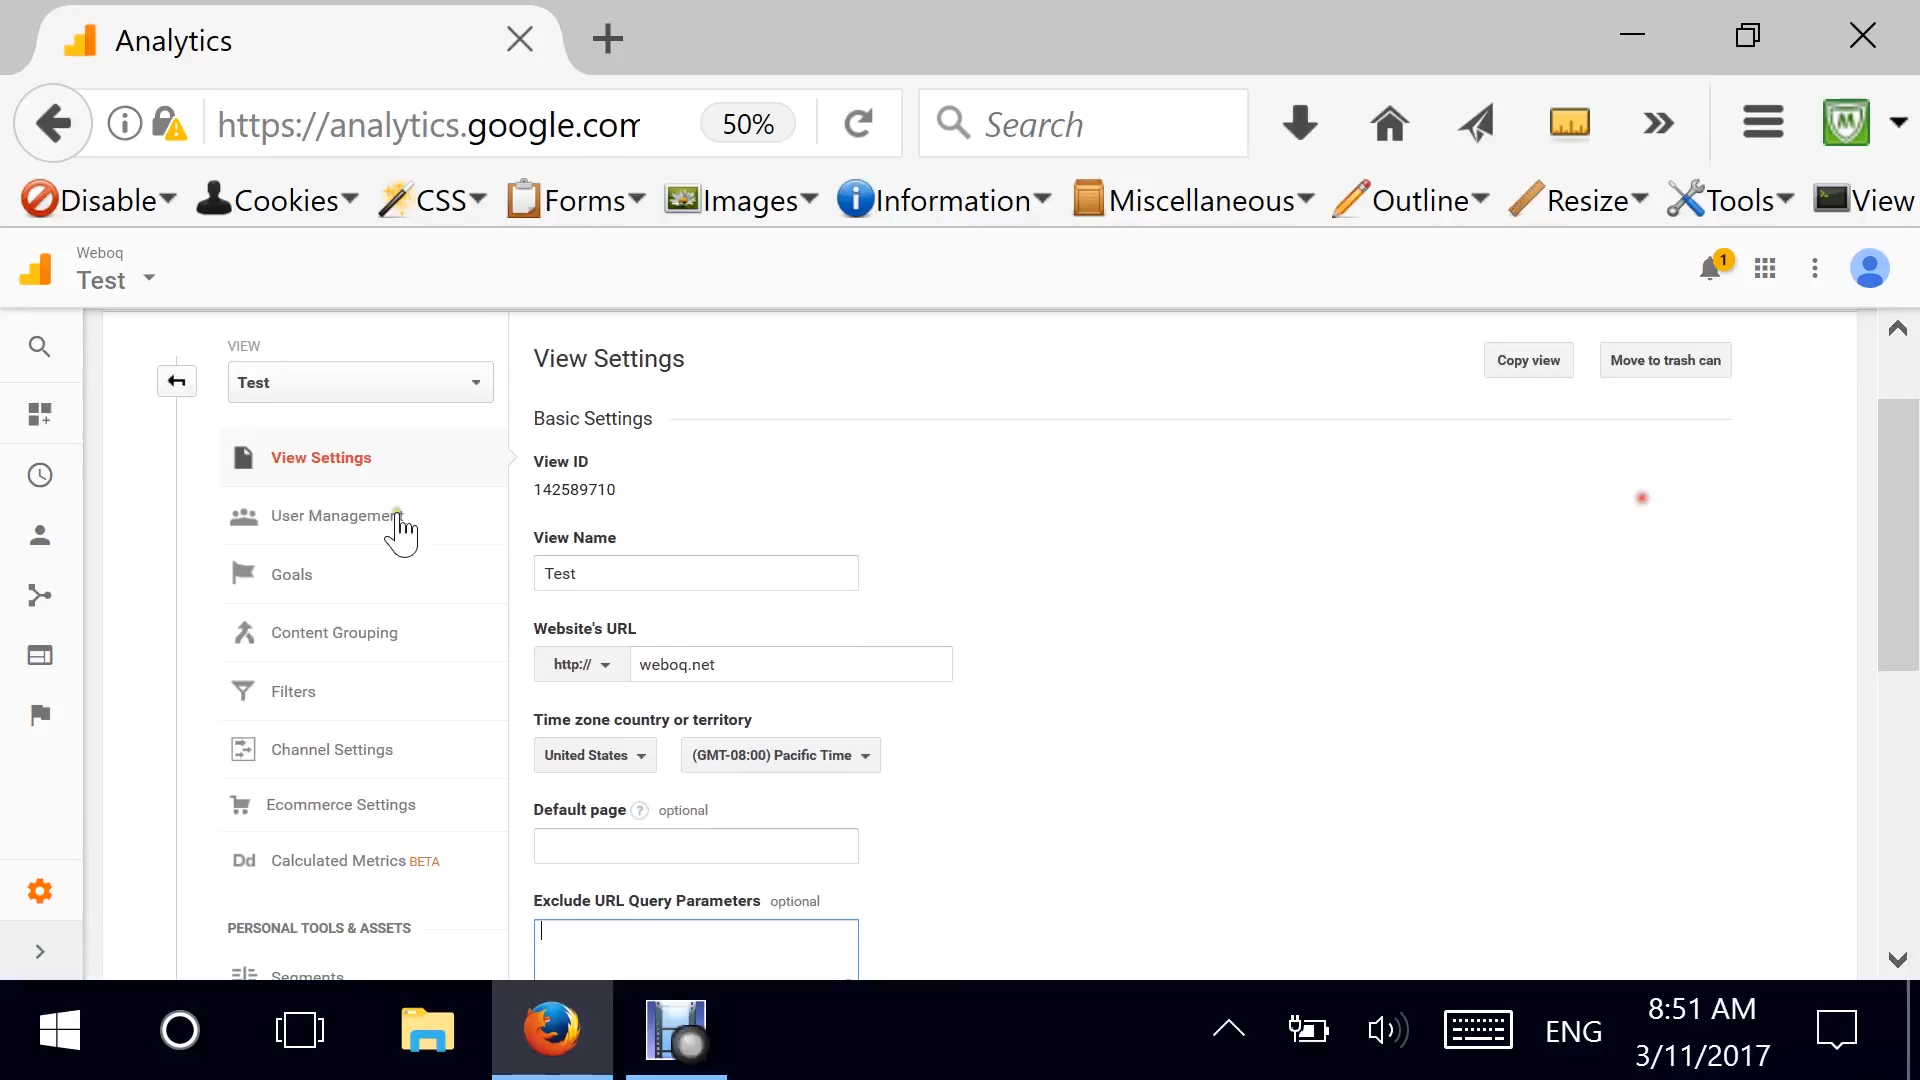 Analytics
https://analytics.google.com
50%
Search
Disable Cookies CSS Forms Images Information Miscellaneous Outline Resize Tools View
Weboq
Test
1
VIEW
Test
View Settings
User Management
Goals
Content Grouping
Filters
Channel Settings
Ecommerce Settings
Dd Calculated Metrics BETA
PERSONAL TOOLS & ASSETS
Segments
View Settings
Copy view
Move to trash can
Basic Settings
View ID
142589710
View Name
Test
Website's URL
http:// weboq.net
Time zone country or territory
United States (GMT-08:00) Pacific Time
Default page ? optional
Exclude URL Query Parameters optional
ENG
8:51 AM
3/11/2017